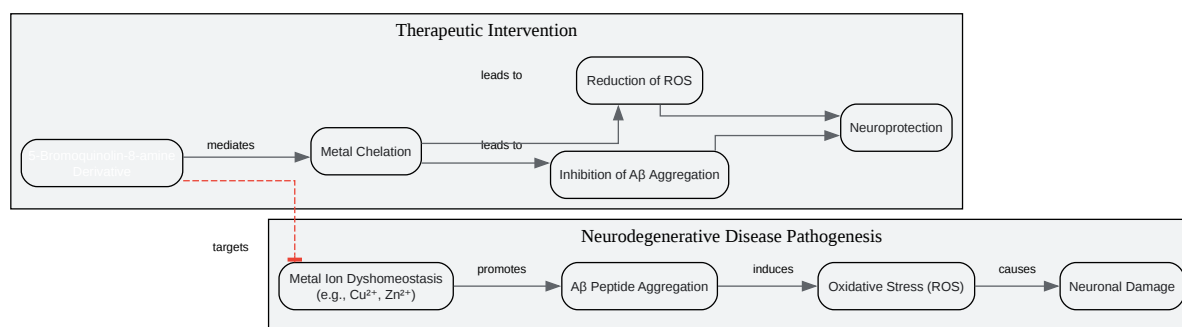 Therapeutic Intervention
leads to
Reduction of ROS
Neuroprotection
mediates
Metal Chelation
leads to
5-Bromoquinolin-8-amine
Derivative
Inhibition of Aβ Aggregation
targets
Neurodegenerative Disease Pathogenesis
Metal Ion Dyshomeostasis
(e.g., Cu²⁺, Zn²⁺)
promotes
Aβ Peptide Aggregation
induces
Oxidative Stress (ROS)
causes
Neuronal Damage